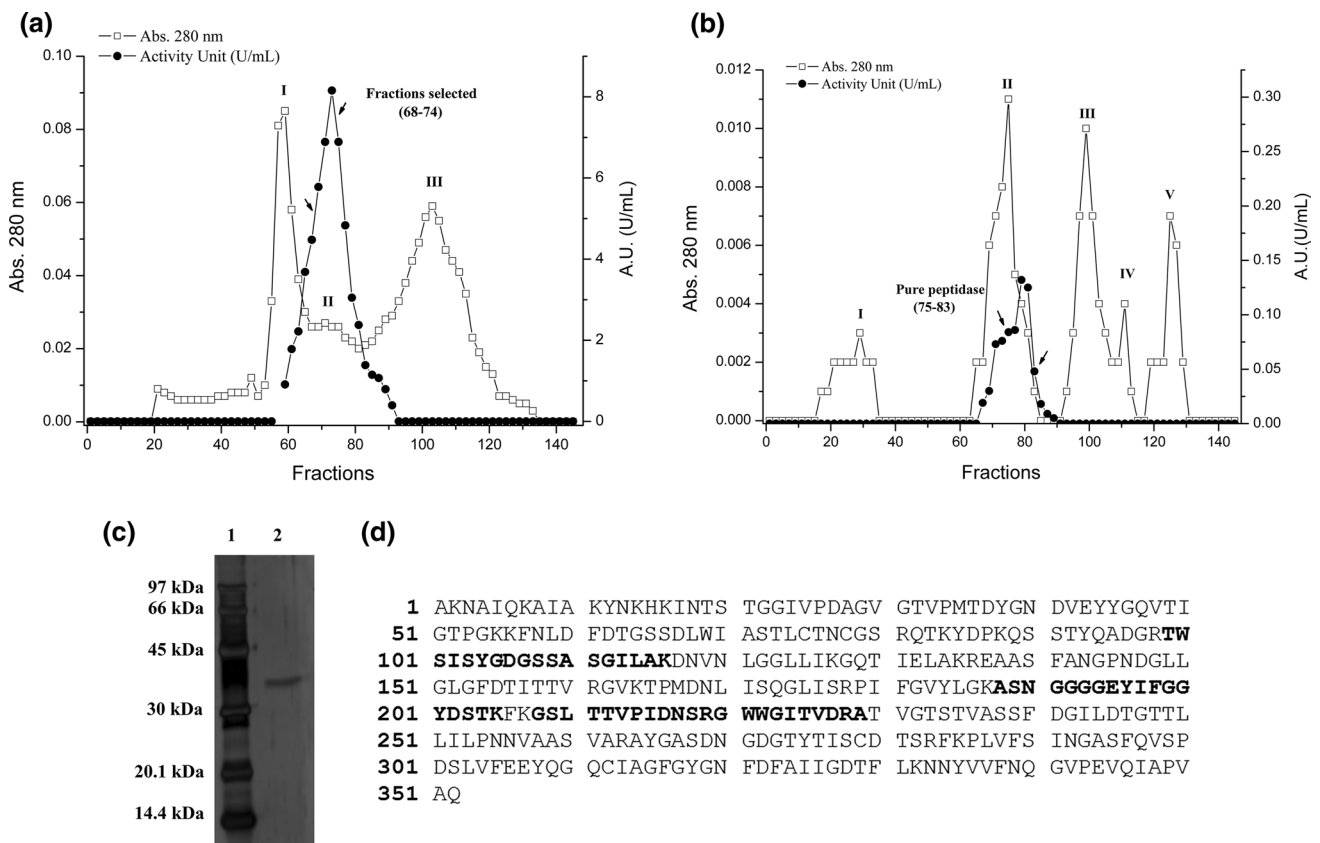 (a)
Abs. 280 nm
Activity Unit (U/mL)
0.10
0.08
0.06
0.04
0.02
0.00
Abs. 280 nm
8
6
4
2
0
A.U. (U/mL)
I
II
III
Fractions selected
(68-74)
0 20 40 60 80 100 120 140
Fractions
(b)
Abs. 280 nm
Activity Unit (U/mL)
0.012
0.010
0.008
0.006
0.004
0.002
0.000
Abs. 280 nm
0.30
0.25
0.20
0.15
0.10
0.05
0.00
A.U.(U/mL)
I
II
III
IV
V
Pure peptidase
(75-83)
0 20 40 60 80 100 120 140
Fractions
(c)
1 2
97 kDa
66 kDa
45 kDa
30 kDa
20.1 kDa
14.4 kDa
(d)
1 AKNAIQKAIA KYNKHKINTS TGGIVPDAGV GTVPMTDYGN DVEYYGQVTI
51 GTPGKKFNLD FDTGSSDLWI ASTLCTNCGS RQTKYDPKQS STYQADGRTW
101 SISYGDGSSA SGILAKDNVN LGGLLIKGQT IELAKREAAS FANGPNDGLL
151 GLGFDTITTV RGVKTPMDNL ISQGLISRPI FGVYLGKASN GGGGEYIFGG
201 YDSTKFKGSL TTVPIDNSRG WWGITVDRAT VGTSTVASSF DGILDTGTTL
251 LILPNNVAAS VARAYGASDN GDGTYTISCD TSRFKPLVFS INGASFQVSP
301 DSLVFEEYQG QCIAGFGYGN FDFAIIGDTF LKNNYVVFNQ GVPEVQIAPV
351 AQ